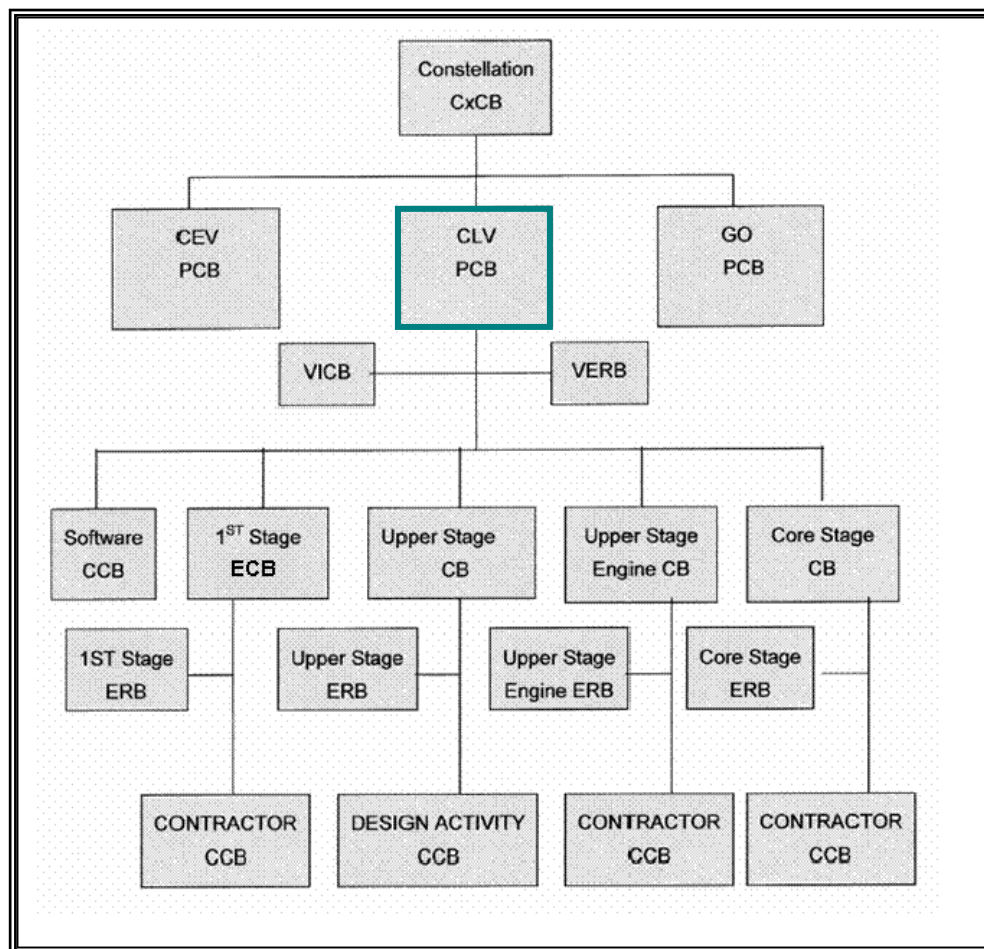 Constellation
CxCB
CEV
PCB
CLV
PCB
GO
PCB
VICB
VERB
Software
CCB
1ST Stage
ECB
Upper Stage
CB
Upper Stage
Engine CB
Core Stage
CB
1ST Stage
ERB
Upper Stage
ERB
Upper Stage
Engine ERB
Core Stage
ERB
CONTRACTOR
CCB
DESIGN ACTIVITY
CCB
CONTRACTOR
CCB
CONTRACTOR
CCB